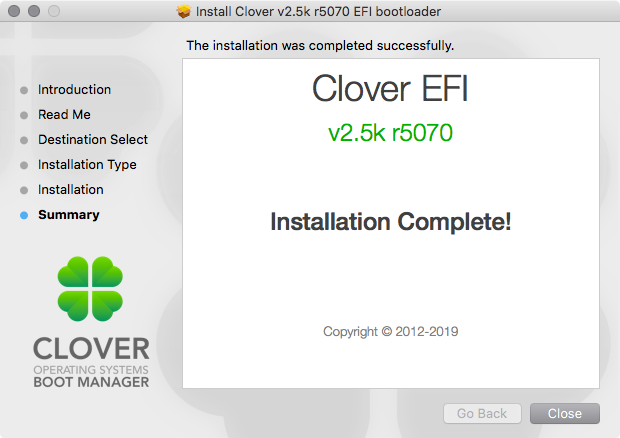 Install Clover v2.5k r5070 EFI bootloader
The installation was completed successfully.
Introduction
Read Me
Destination Select
Installation Type
Installation
Summary
Clover EFI
v2.5k r5070
Installation Complete!
Copyright © 2012-2019
CLOVER
OPERATING SYSTEMS
BOOT MANAGER
Go Back
Close